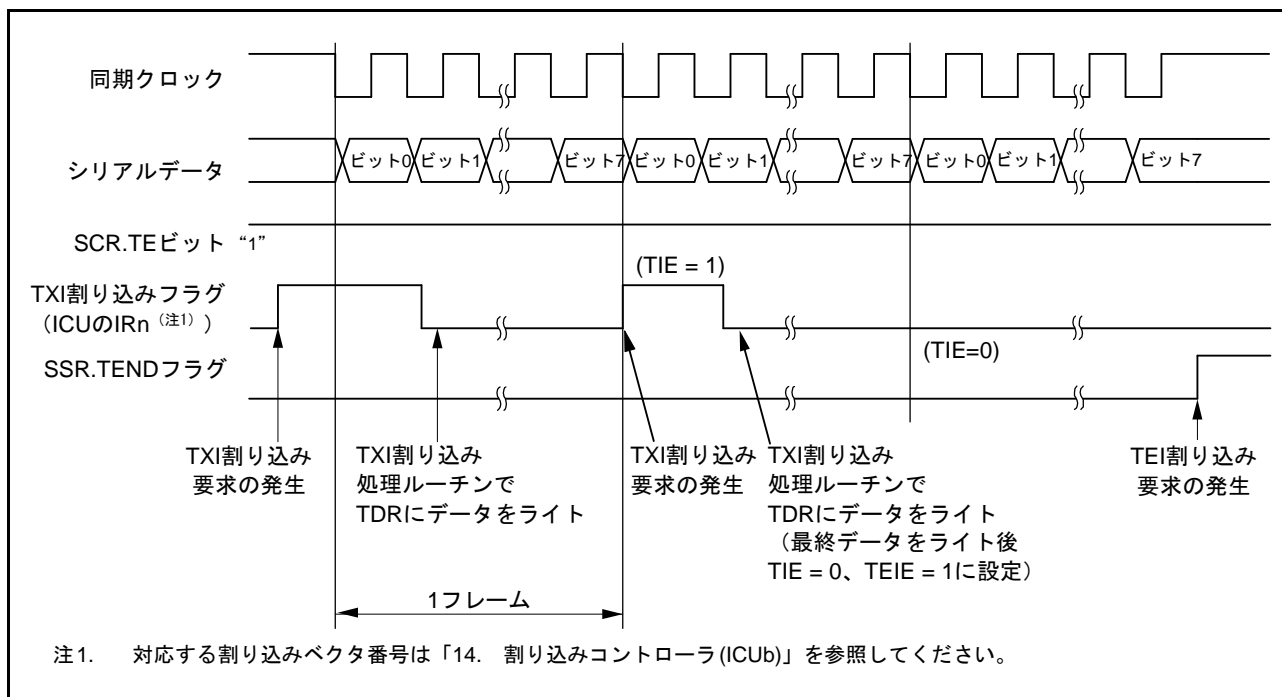 同期クロック
シリアルデータ
ビット0 ビット1 ビット7 ビット0 ビット1 ビット7 ビット0 ビット1 ビット7
SCR.TEビット “1”
(TIE = 1)
TXI割り込みフラグ
(ICUのIRn（注1）)
(TIE=0)
SSR.TENDフラグ
TXI割り込み
要求の発生
TXI割り込み
処理ルーチンで
TDRにデータをライト
TXI割り込み
要求の発生
TXI割り込み
処理ルーチンで
TDRにデータをライト
（最終データをライト後
TIE = 0、TEIE = 1に設定）
TEI割り込み
要求の発生
1フレーム
注1. 対応する割り込みベクタ番号は「14. 割り込みコントローラ(ICUb)」を参照してください。